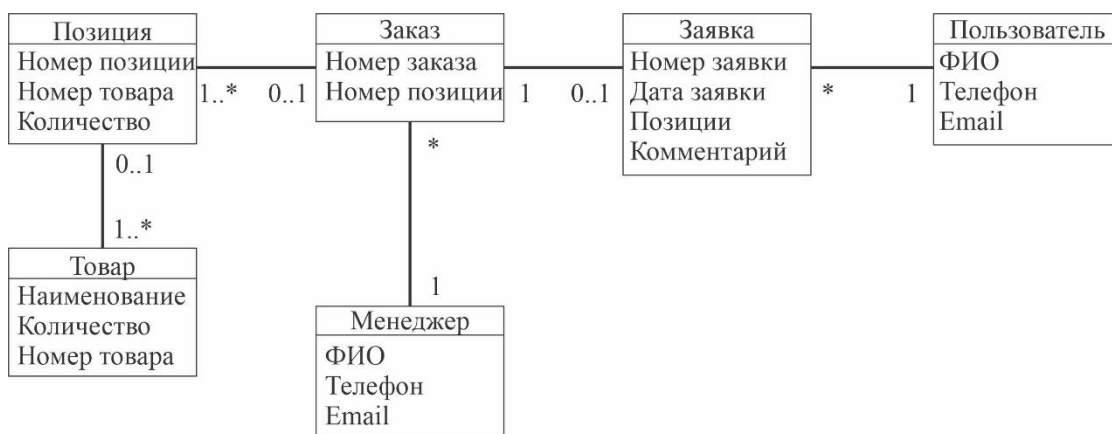 Позиция
Номер позиции
Номер товара
Количество
1..*
0..1
Заказ
Номер заказа
Номер позиции
1
0..1
Заявка
Номер заявки
Дата заявки
Позиции
Комментарий
*
1
Пользователь
ФИО
Телефон
Email
0..1
1..*
Товар
Наименование
Количество
Номер товара
*
1
Менеджер
ФИО
Телефон
Email